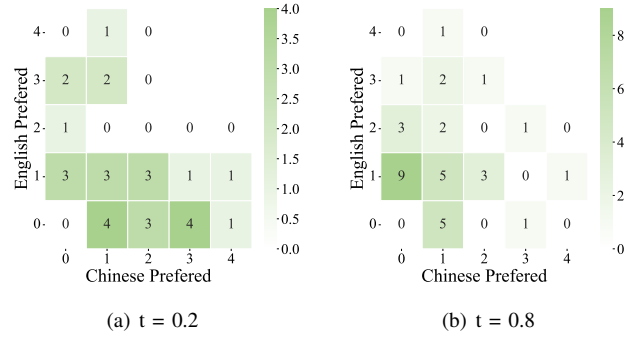 4 0 1 0
3 2 2 0
2 1 0 0 0 0
1 3 3 3 1 1
0 0 4 3 4 1
0 1 2 3 4
English Prefered
Chinese Prefered
4.0
3.5
3.0
2.5
2.0
1.5
1.0
0.5
0.0
(a) t = 0.2
4 0 1 0
3 1 2 1
2 3 2 0 1 0
1 9 5 3 0 1
0 0 5 0 1 0
0 1 2 3 4
English Prefered
Chinese Prefered
8
6
4
2
0
(b) t = 0.8